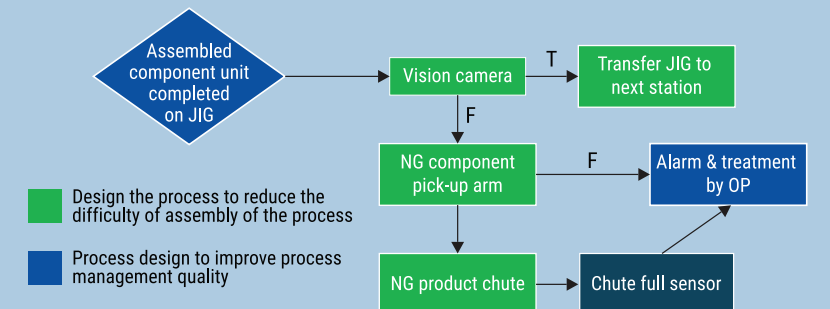 Assembled
component unit
completed
on JIG
Vision camera
T
Transfer JIG to
next station
F
NG component
pick-up arm
F
Alarm & treatment
by OP
Design the process to reduce the
difficulty of assembly of the process
Process design to improve process
management quality
NG product chute
Chute full sensor